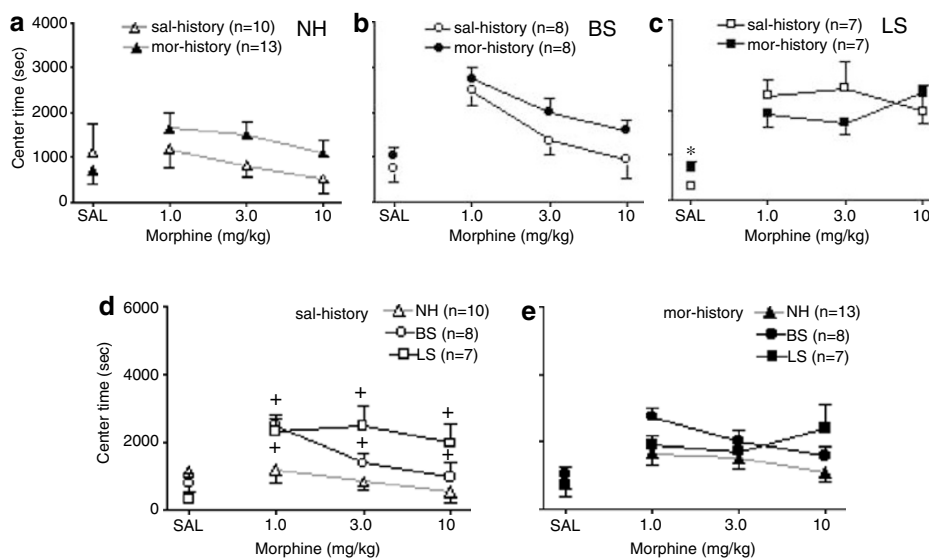 a
sal-history (n=10)
NH
mor-history (n=13)
4000
3000
2000
1000
0
Center time (sec)
SAL
1.0
3.0
10
Morphine (mg/kg)
b
sal-history (n=8)
BS
mor-history (n=8)
SAL
1.0
3.0
10
Morphine (mg/kg)
c
sal-history (n=7)
LS
mor-history (n=7)
*
SAL
1.0
3.0
10
Morphine (mg/kg)
d
sal-history
NH (n=10)
BS (n=8)
LS (n=7)
6000
4000
2000
0
Center time (sec)
+
+
+
+
+
+
SAL
1.0
3.0
10
Morphine (mg/kg)
e
mor-history
NH (n=13)
BS (n=8)
LS (n=7)
SAL
1.0
3.0
10
Morphine (mg/kg)